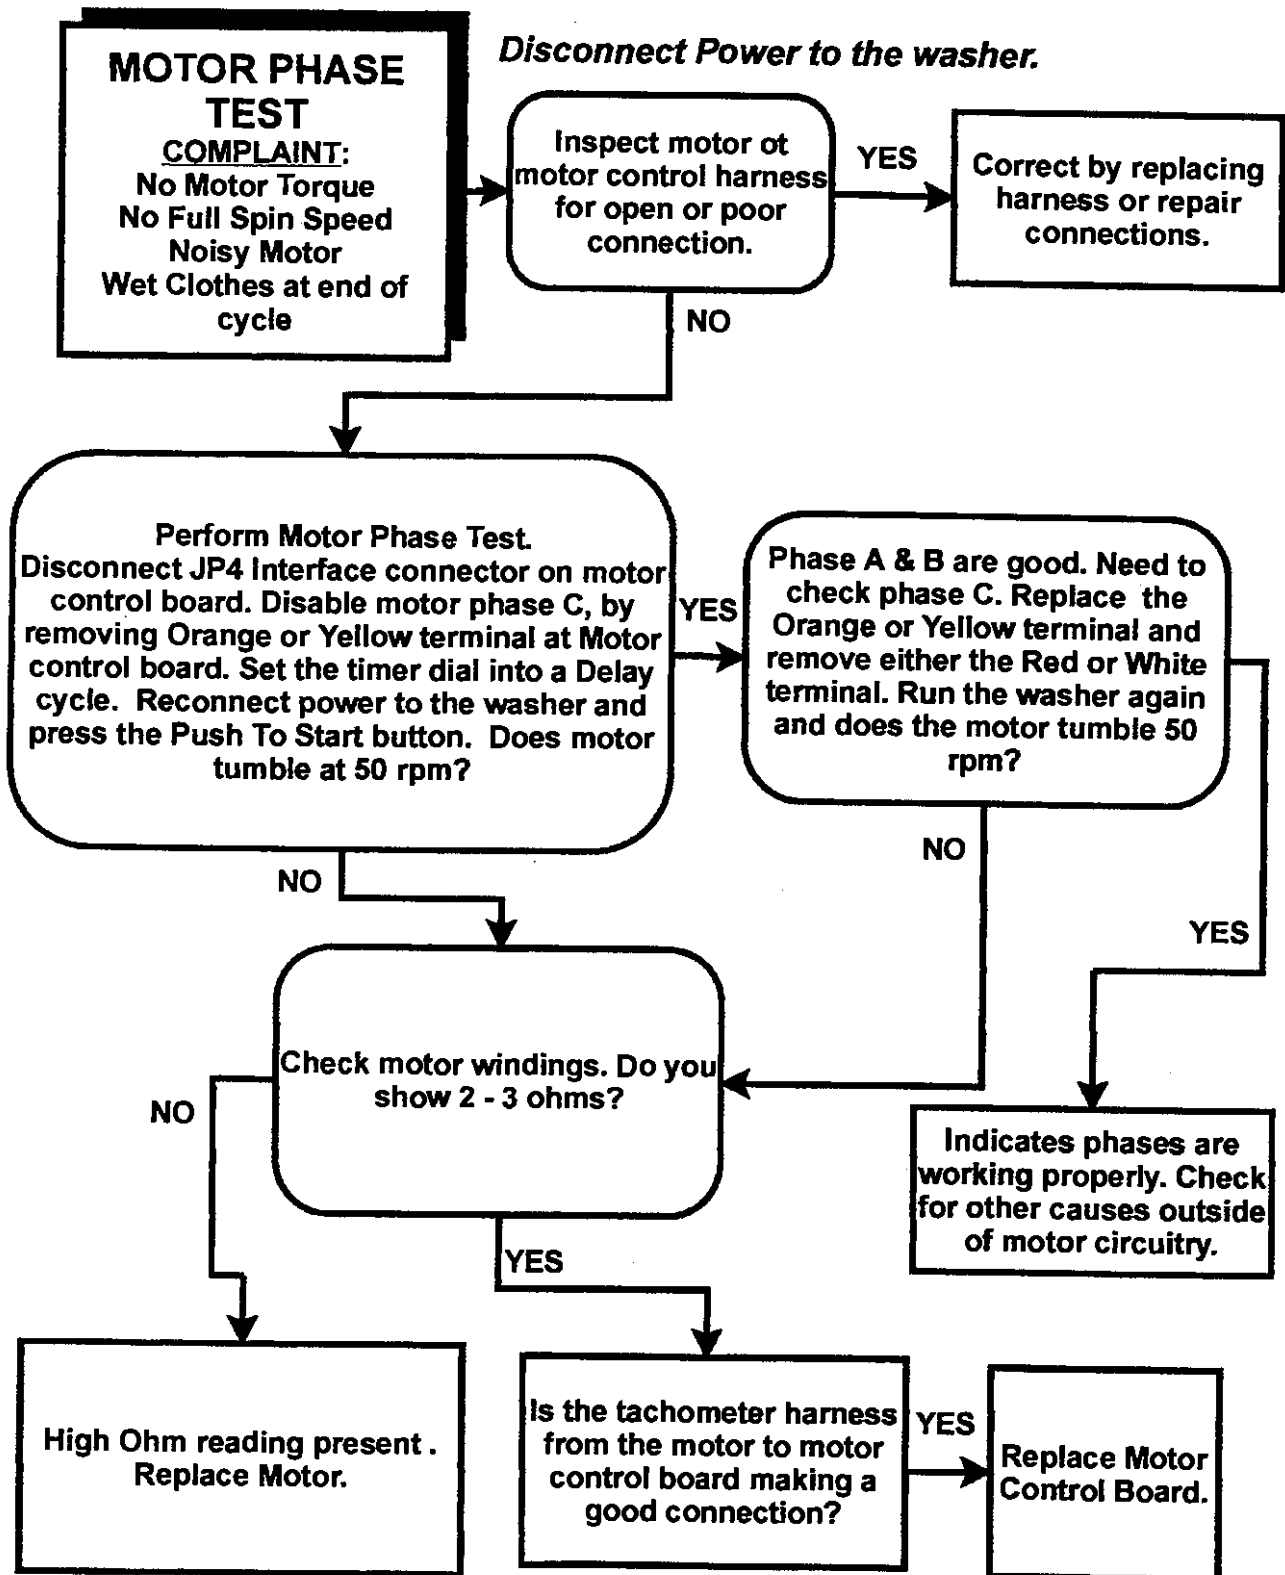 MOTOR PHASE
TEST
COMPLAINT:
No Motor Torque
No Full Spin Speed
Noisy Motor
Wet Clothes at end of
cycle
Disconnect Power to the washer.
Inspect motor ot
motor control harness
for open or poor
connection.
YES
Correct by replacing
harness or repair
connections.
NO
Perform Motor Phase Test.
Disconnect JP4 Interface connector on motor
control board. Disable motor phase C, by
removing Orange or Yellow terminal at Motor
control board. Set the timer dial into a Delay
cycle. Reconnect power to the washer and
press the Push To Start button. Does motor
tumble at 50 rpm?
YES
Phase A & B are good. Need to
check phase C. Replace the
Orange or Yellow terminal and
remove either the Red or White
terminal. Run the washer again
and does the motor tumble 50
rpm?
NO
NO
YES
Check motor windings. Do you
show 2 - 3 ohms?
NO
Indicates phases are
working properly. Check
for other causes outside
of motor circuitry.
YES
High Ohm reading present .
Replace Motor.
Is the tachometer harness
from the motor to motor
control board making a
good connection?
YES
Replace Motor
Control Board.